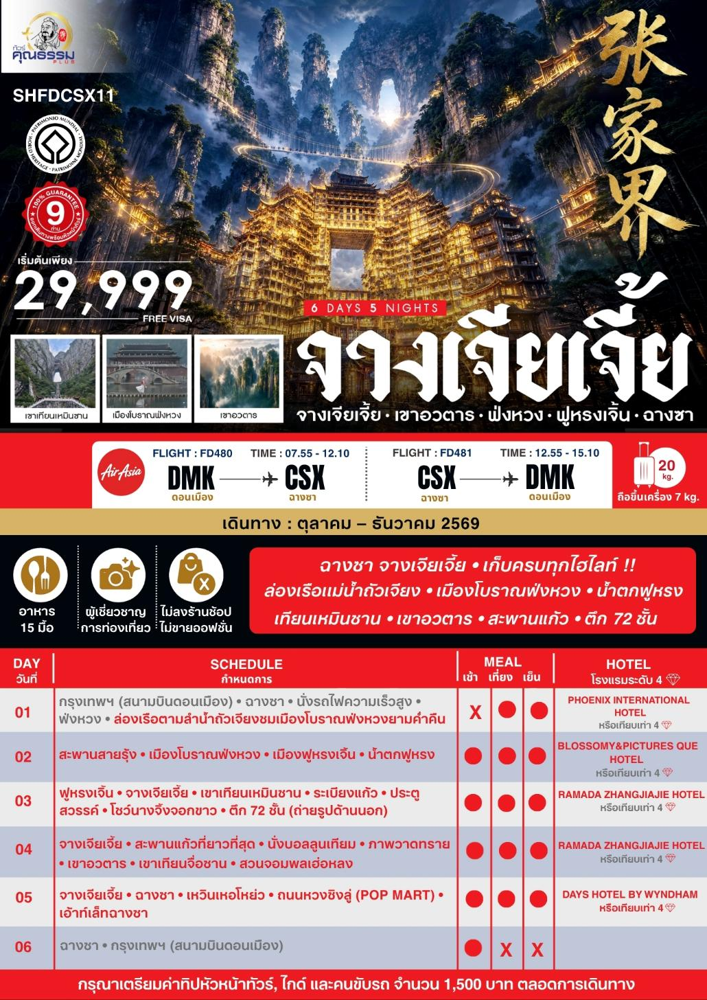 ทัวร์
คุณธรรม
PLUS
SHFDCSX11
PATRIMONIO MUNDIAL
WORLD HERITAGE · PATRIMOINE MONDIAL
100% GUARANTEE
9
ท่าน
ออกเดินทางพร้อมหัวหน้าทัวร์
เริ่มต้นเพียง
29,999
FREE VISA
张
家
界
6 DAYS 5 NIGHTS
จางเจียเจี้ย
จางเจียเจี้ย · เขาอวตาร · ฟ่งหวง · ฟูหรงเจิ้น · ฉางซา
เขาเทียนเหมินซาน
เมืองโบราณฟ่งหวง
เขาอวตาร
AirAsia
FLIGHT : FD480 TIME : 07.55 - 12.10
DMK CSX
ดอนเมือง ฉางซา
FLIGHT : FD481 TIME : 12.55 - 15.10
CSX DMK
ฉางซา ดอนเมือง
20
kg.
ถือขึ้นเครื่อง 7 kg.
เดินทาง : ตุลาคม – ธันวาคม 2569
อาหาร
15 มื้อ
ผู้เชี่ยวชาญ
การท่องเที่ยว
X
ไม่ลงร้านช้อป
ไม่ขายออฟชั่น
ฉางซา จางเจียเจี้ย • เก็บครบทุกไฮไลท์ !!
ล่องเรือแม่น้ำถัวเจียง • เมืองโบราณฟ่งหวง • น้ำตกฟูหรง
เทียนเหมินซาน • เขาอวตาร • สะพานแก้ว • ตึก 72 ชั้น
DAY SCHEDULE MEAL HOTEL
วันที่ กำหนดการ เช้า เที่ยง เย็น โรงแรมระดับ 4
01 กรุงเทพฯ (สนามบินดอนเมือง) • ฉางซา • นั่งรถไฟความเร็วสูง •
ฟ่งหวง • ล่องเรือตามลำน้ำถัวเจียงชมเมืองโบราณฟ่งหวงยามค่ำคืน
X
PHOENIX INTERNATIONAL
HOTEL
หรือเทียบเท่า 4
02 สะพานสายรุ้ง • เมืองโบราณฟ่งหวง • เมืองฟูหรงเจิ้น • น้ำตกฟูหรง
BLOSSOMY&PICTURES QUE
HOTEL
หรือเทียบเท่า 4
03 ฟูหรงเจิ้น • จางเจียเจี้ย • เขาเทียนเหมินซาน • ระเบียงแก้ว • ประตู
สวรรค์ • โชว์นางจิ้งจอกขาว • ตึก 72 ชั้น (ถ่ายรูปด้านนอก)
RAMADA ZHANGJIAJIE HOTEL
หรือเทียบเท่า 4
04 จางเจียเจี้ย • สะพานแก้วที่ยาวที่สุด • นั่งบอลลูนเทียม • ภาพวาดทราย
• เขาอวตาร • เขาเทียนจื่อซาน • สวนจอมพลเฮ่อหลง
RAMADA ZHANGJIAJIE HOTEL
หรือเทียบเท่า 4
05 จางเจียเจี้ย • ฉางซา • เหวินเหอโหย่ว • ถนนหวงซิงลู่ (POP MART) •
เอ้าท์เล็ทฉางซา
DAYS HOTEL BY WYNDHAM
หรือเทียบเท่า 4
06 ฉางซา • กรุงเทพฯ (สนามบินดอนเมือง) X X
กรุณาเตรียมค่าทิปหัวหน้าทัวร์, ไกด์ และคนขับรถ จำนวน 1,500 บาท ตลอดการเดินทาง